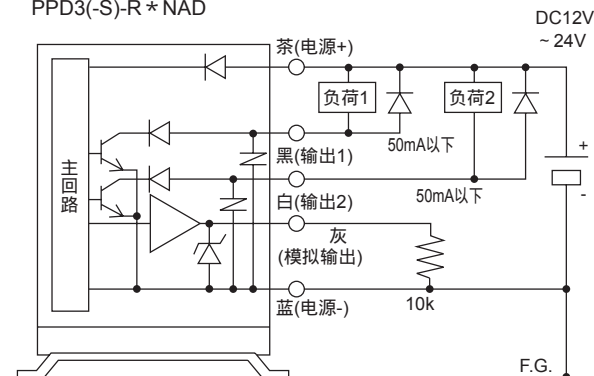 PPD3(-S)-R＊NAD
DC12V
~ 24V
茶(电源+)
负荷1
负荷2
50mA以下
黑(输出1)
50mA以下
白(输出2)
灰
(模拟输出)
主回路
+
-
10k
蓝(电源-)
F.G.